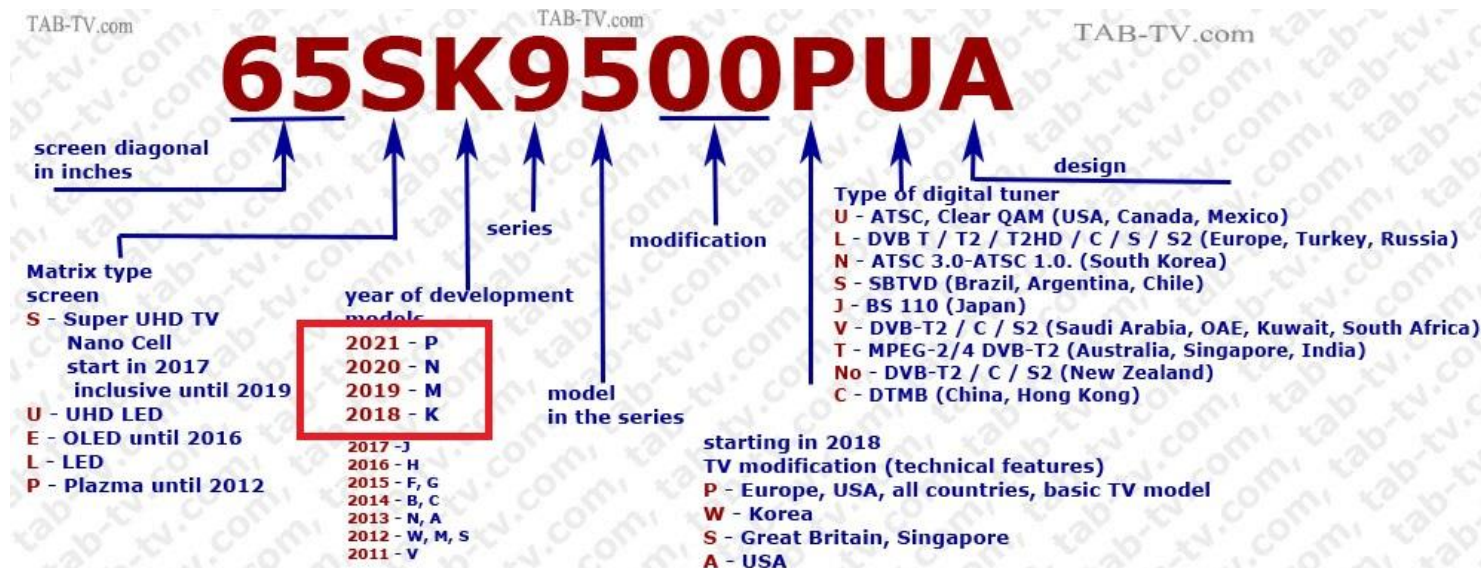 TAB-TV.com
TAB-TV.com
TAB-TV.com
65SK9500PUA
screen diagonal
in inches
design
series
modification
Type of digital tuner
U - ATSC, Clear QAM (USA, Canada, Mexico)
L - DVB T / T2 / T2HD / C / S / S2 (Europe, Turkey, Russia)
N - ATSC 3.0-ATSC 1.0. (South Korea)
S - SBTVD (Brazil, Argentina, Chile)
J - BS 110 (Japan)
V - DVB-T2 / C / S2 (Saudi Arabia, OAE, Kuwait, South Africa)
T - MPEG-2/4 DVB-T2 (Australia, Singapore, India)
No - DVB-T2 / C / S2 (New Zealand)
C - DTMB (China, Hong Kong)
Matrix type
screen
S - Super UHD TV
Nano Cell
start in 2017
inclusive until 2019
U - UHD LED
E - OLED until 2016
L - LED
P - Plazma until 2012
year of development
models
2021 - P
2020 - N
2019 - M
2018 - K
2017 -J
2016 - H
2015 - F, G
2014 - B, C
2013 - N, A
2012 - W, M, S
2011 - V
model
in the series
starting in 2018
TV modification (technical features)
P - Europe, USA, all countries, basic TV model
W - Korea
S - Great Britain, Singapore
A - USA